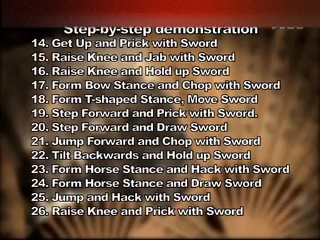 Step-by-step demonstration
14. Get Up and Prick with Sword
15. Raise Knee and Jab with Sword
16. Raise Knee and Hold up Sword
17. Form Bow Stance and Chop with Sword
18. Form T-shaped Stance, Move Sword
19. Step Forward and Prick with Sword.
20. Step Forward and Draw Sword
21. Jump Forward and Chop with Sword
22. Tilt Backwards and Hold up Sword
23. Form Horse Stance and Hack with Sword
24. Form Horse Stance and Draw Sword
25. Jump and Hack with Sword
26. Raise Knee and Prick with Sword